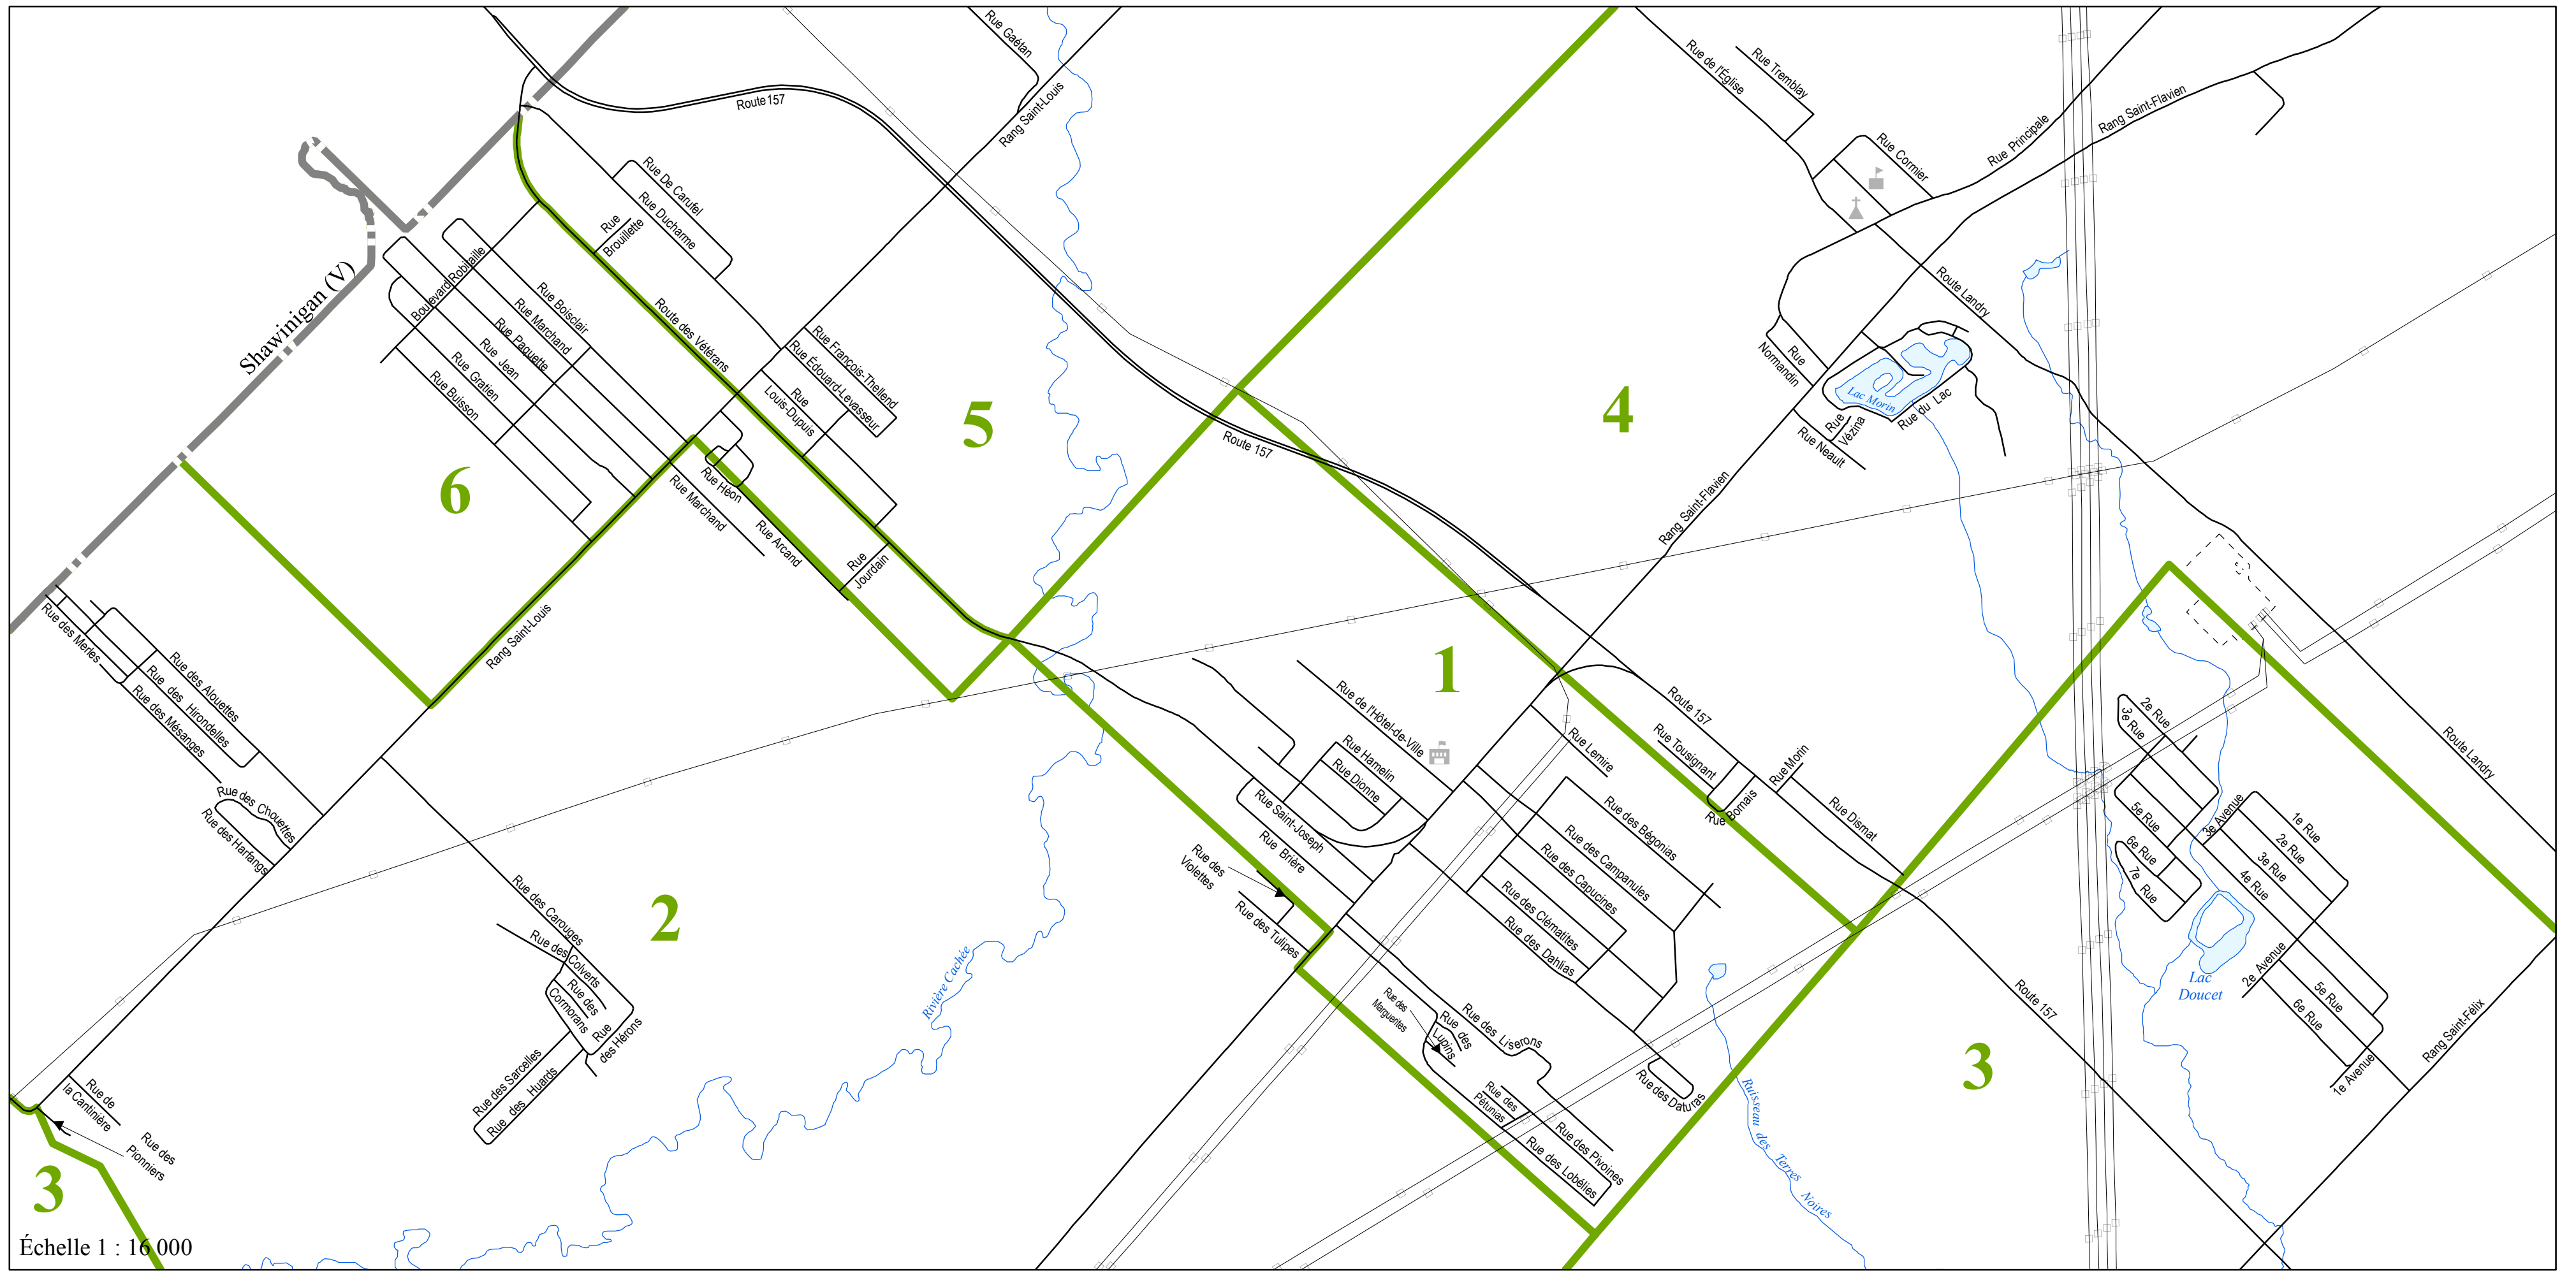 Rue Gaétan
Rang Saint-Louis
Route 157
Rue de l'Église
Rue Tremblay
Rue Cormier
Rue Principale
Rang Saint-Flavien
Rue De Carufel
Rue Ducharme
Rue
Brouillette
Route des Vétérans
Boulevard Robitaille
Shawinigan (V)
Rue Boisclair
Rue Marchand
Rue Paquette
Rue Jean
Rue Gratien
Rue Buisson
Rue François-Thellend
Rue Édouard-Levasseur
Rue
Louis-Dupuis
5
4
6
Route 157
Route Landry
Rue
Normandin
Lac Morin
Rue du Lac
Rue
Vézina
Rue Neault
Rang Saint-Flavien
Rue Héon
Rue Marchand
Rue Arcand
Rue
Jourdain
Rang Saint-Louis
Rue des Merles
Rue des Alouettes
Rue des Hirondelles
Rue des Mésanges
Rue des Chouettes
Rue des Harfangs
1
Rue de l'Hôtel-de-Ville
Rue Hamelin
Rue Dionne
Rue Lemire
Route 157
Rue Tousignant
Rue Bornais
Rue Morin
Rue Dismat
Rue Saint-Joseph
Rue Brière
Rue des
Violettes
Rue des Tulipes
Rue des Bégonias
Rue des Campanules
Rue des Capucines
Rue des Clématites
Rue des Dahlias
2e Rue
3e Rue
5e Rue
6e Rue
7e Rue
3e Avenue
1e Rue
2e Rue
3e Rue
4e Rue
5e Rue
6e Rue
2e Avenue
1e Avenue
Lac
Doucet
Route Landry
Rang Saint-Félix
Route 157
2
Rue des Carouges
Rue des Colverts
Rue des
Cormorans
Rue
des Hérons
Rue des Sarcelles
Rue des Huards
Rivière Cachée
Rue des
Marguerites
Rue des
Lupins
Rue des Liserons
Rue des
Pétunias
Rue des Pivoines
Rue des Lobélies
Rue des Daturas
Ruisseau des Terres Noires
3
Rue de
la Cantinière
Rue des
Pionniers
3
Échelle 1 : 16 000